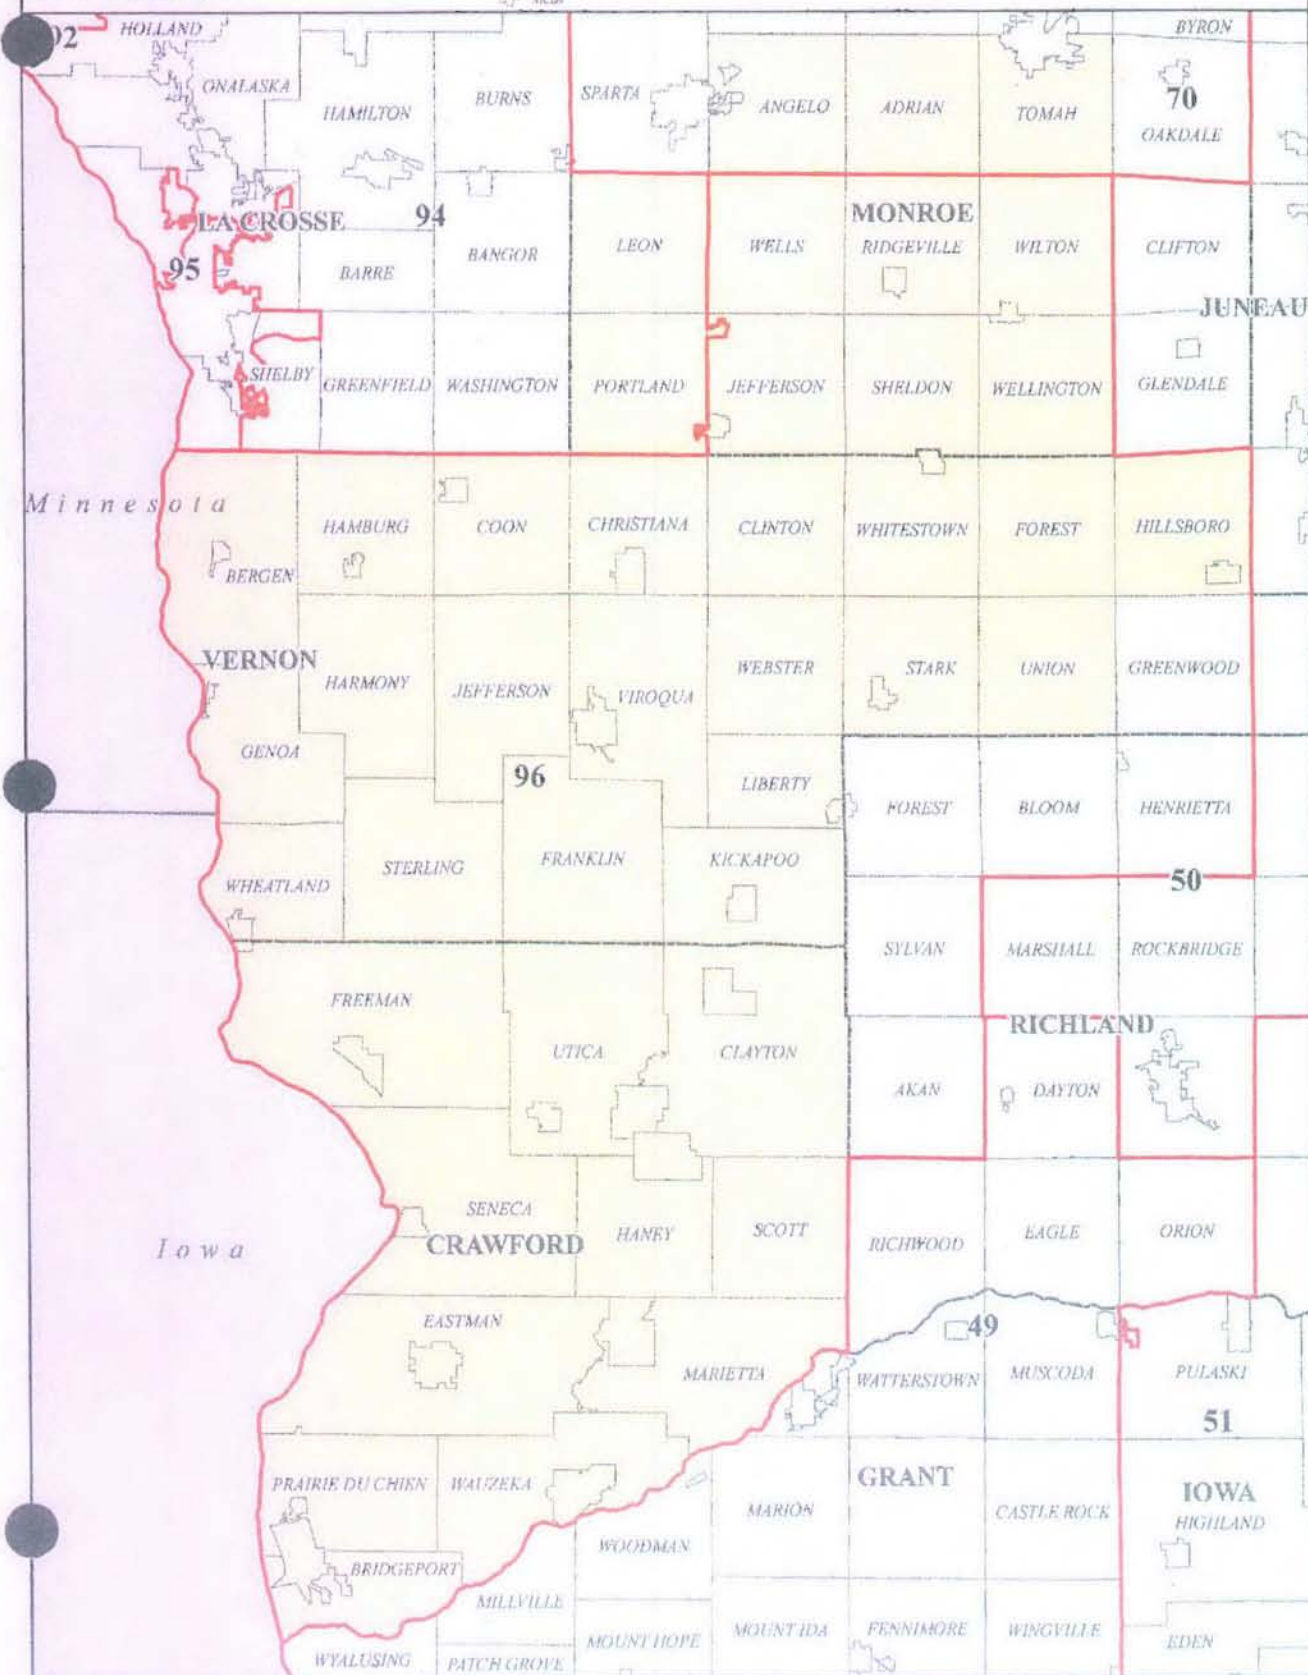 92 HOLLAND BYRON
ONALASKA HAMILTON BURNS SPARTA ANGELO ADRIAN TOMAH 70
OAKDALE
LA CROSSE 94 MONROE
95 BARRE BANGOR LEON WELLS RIDGEVILLE WILTON CLIFTON
JUNEAU
SHELBY GREENFIELD WASHINGTON PORTLAND JEFFERSON SHELDON WELLINGTON GLENDALE
Minnesota
HAMBURG COON CHRISTIANA CLINTON WHITESTOWN FOREST HILLSBORO
BERGEN
VERNON
HARMONY JEFFERSON VIROQUA WEBSTER STARK UNION GREENWOOD
GENOA 96 LIBERTY FOREST BLOOM HENRIETTA
WHEATLAND STERLING FRANKLIN KICKAPOO 50
SYLVAN MARSHALL ROCKBRIDGE
FREEMAN RICHLAND
UTICA CLAYTON AKAN DAYTON
SENECA
Iowa CRAWFORD HANEY SCOTT RICHWOOD EAGLE ORION
EASTMAN 49
MARIETTA WATTERSTOWN MUSCODA PULASKI
51
PRAIRIE DU CHIEN WAUZEKA GRANT IOWA
MARION CASTLE ROCK HIGHLAND
WOODMAN
BRIDGEPORT
MILLVILLE
MOUNT HOPE MOUNT IDA FENNIMORE WINGVILLE EDEN
WYALUSING PATCH GROVE